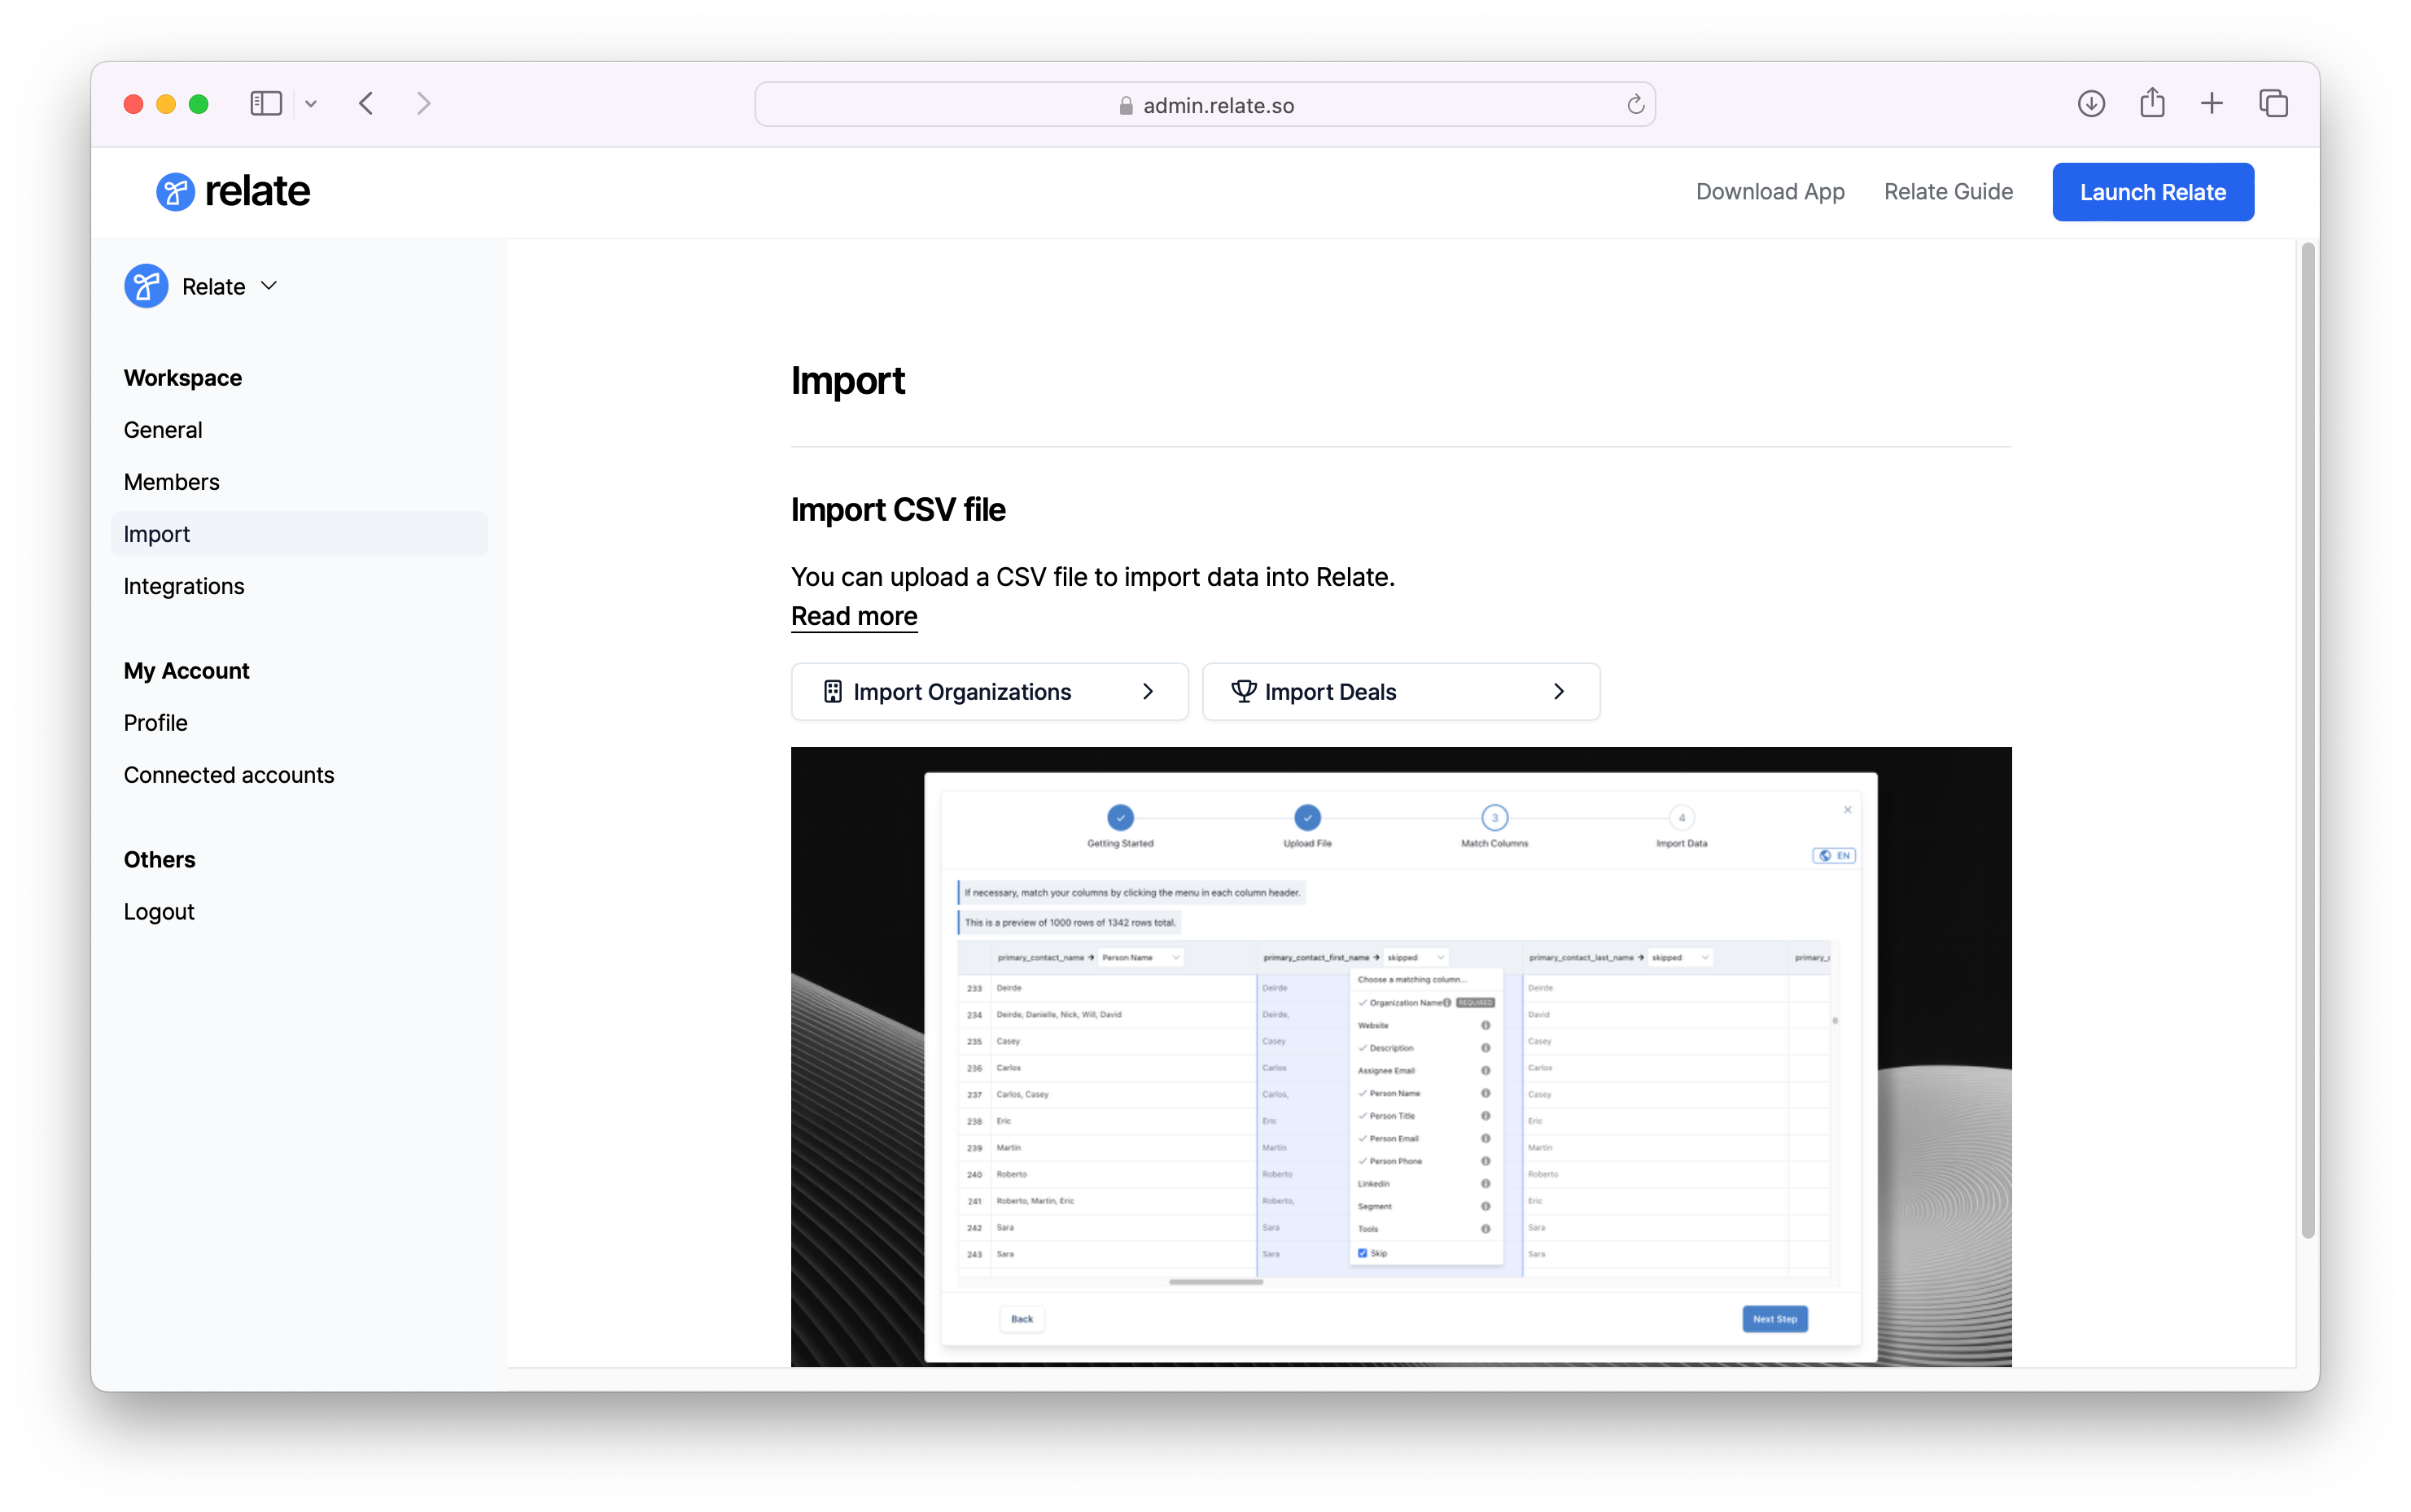 admin.relate.so
relate
Download App
Relate Guide
Launch Relate
Relate
Workspace
General
Members
Import
Integrations
My Account
Profile
Connected accounts
Others
Logout
Import
Import CSV file
You can upload a CSV file to import data into Relate.
Read more
Import Organizations
Import Deals
3
4
Getting Started
Upload File
Match Columns
Import Data
EN
If necessary, match your columns by clicking the menu in each column header.
This is a preview of 1000 rows of 1342 rows total.
primary_contact_name → Person Name
primary_contact_first_name → skipped
primary_contact_last_name → skipped
Choose a matching column...
Organization Name REQUIRED
Website
Description
Assignee Email
Person Name
Person Title
Person Email
Person Phone
Linkedin
Segment
Tools
Skip
233 Deirde Deirde Deirde
234 Deirde, Danielle, Nick, Will, David Deirde, David
235 Casey Casey Casey
236 Carlos Carlos Carlos
237 Carlos, Casey Carlos, Casey
238 Eric Eric Eric
239 Martin Martin Martin
240 Roberto Roberto Roberto
241 Roberto, Martin, Eric Roberto, Eric
242 Sara Sara Sara
243 Sara Sara Sara
Back
Next Step